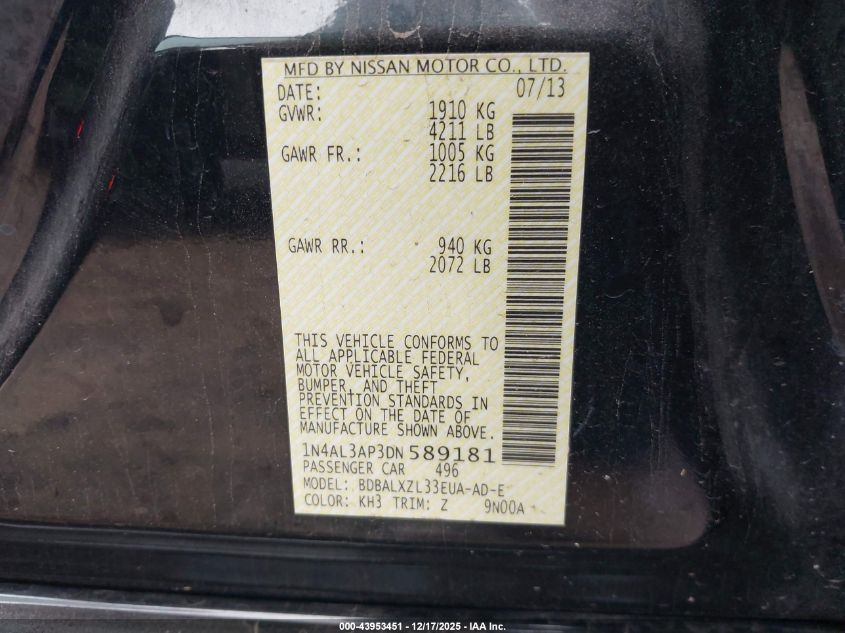 MFD BY NISSAN MOTOR CO., LTD.
DATE: 07/13
GVWR: 1910 KG
4211 LB
GAWR FR.: 1005 KG
2216 LB
GAWR RR.: 940 KG
2072 LB
THIS VEHICLE CONFORMS TO
ALL APPLICABLE FEDERAL
MOTOR VEHICLE SAFETY,
BUMPER, AND THEFT
PREVENTION STANDARDS IN
EFFECT ON THE DATE OF
MANUFACTURE SHOWN ABOVE.
1N4AL3AP3DN 589181
PASSENGER CAR 496
MODEL: BDBALXZL33EUA-AD-E
COLOR: KH3 TRIM: Z 9N00A
000-43953451 - 12/17/2025 - IAA Inc.